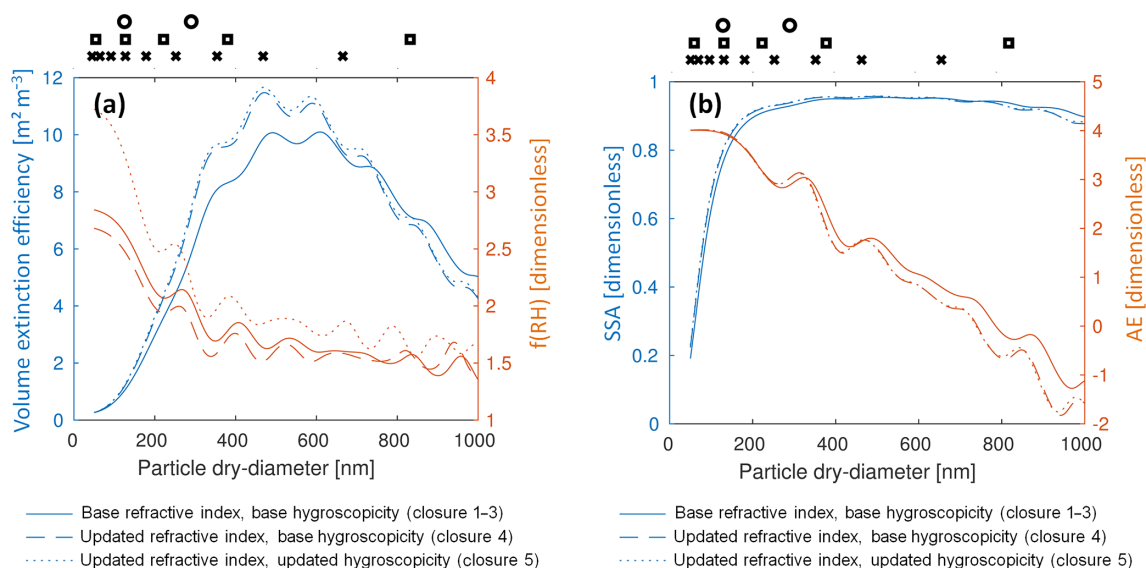 (a)
Volume extinction efficiency [m² m⁻³]
12
10
8
6
4
2
0
4
3.5
3
2.5
2
1.5
1
f(RH) [dimensionless]
0 200 400 600 800 1000
Particle dry-diameter [nm]
Base refractive index, base hygroscopicity (closure 1–3)
Updated refractive index, base hygroscopicity (closure 4)
Updated refractive index, updated hygroscopicity (closure 5)
(b)
SSA [dimensionless]
1
0.8
0.6
0.4
0.2
0
5
4
3
2
1
0
-1
-2
AE [dimensionless]
0 200 400 600 800 1000
Particle dry-diameter [nm]
Base refractive index, base hygroscopicity (closure 1–3)
Updated refractive index, base hygroscopicity (closure 4)
Updated refractive index, updated hygroscopicity (closure 5)